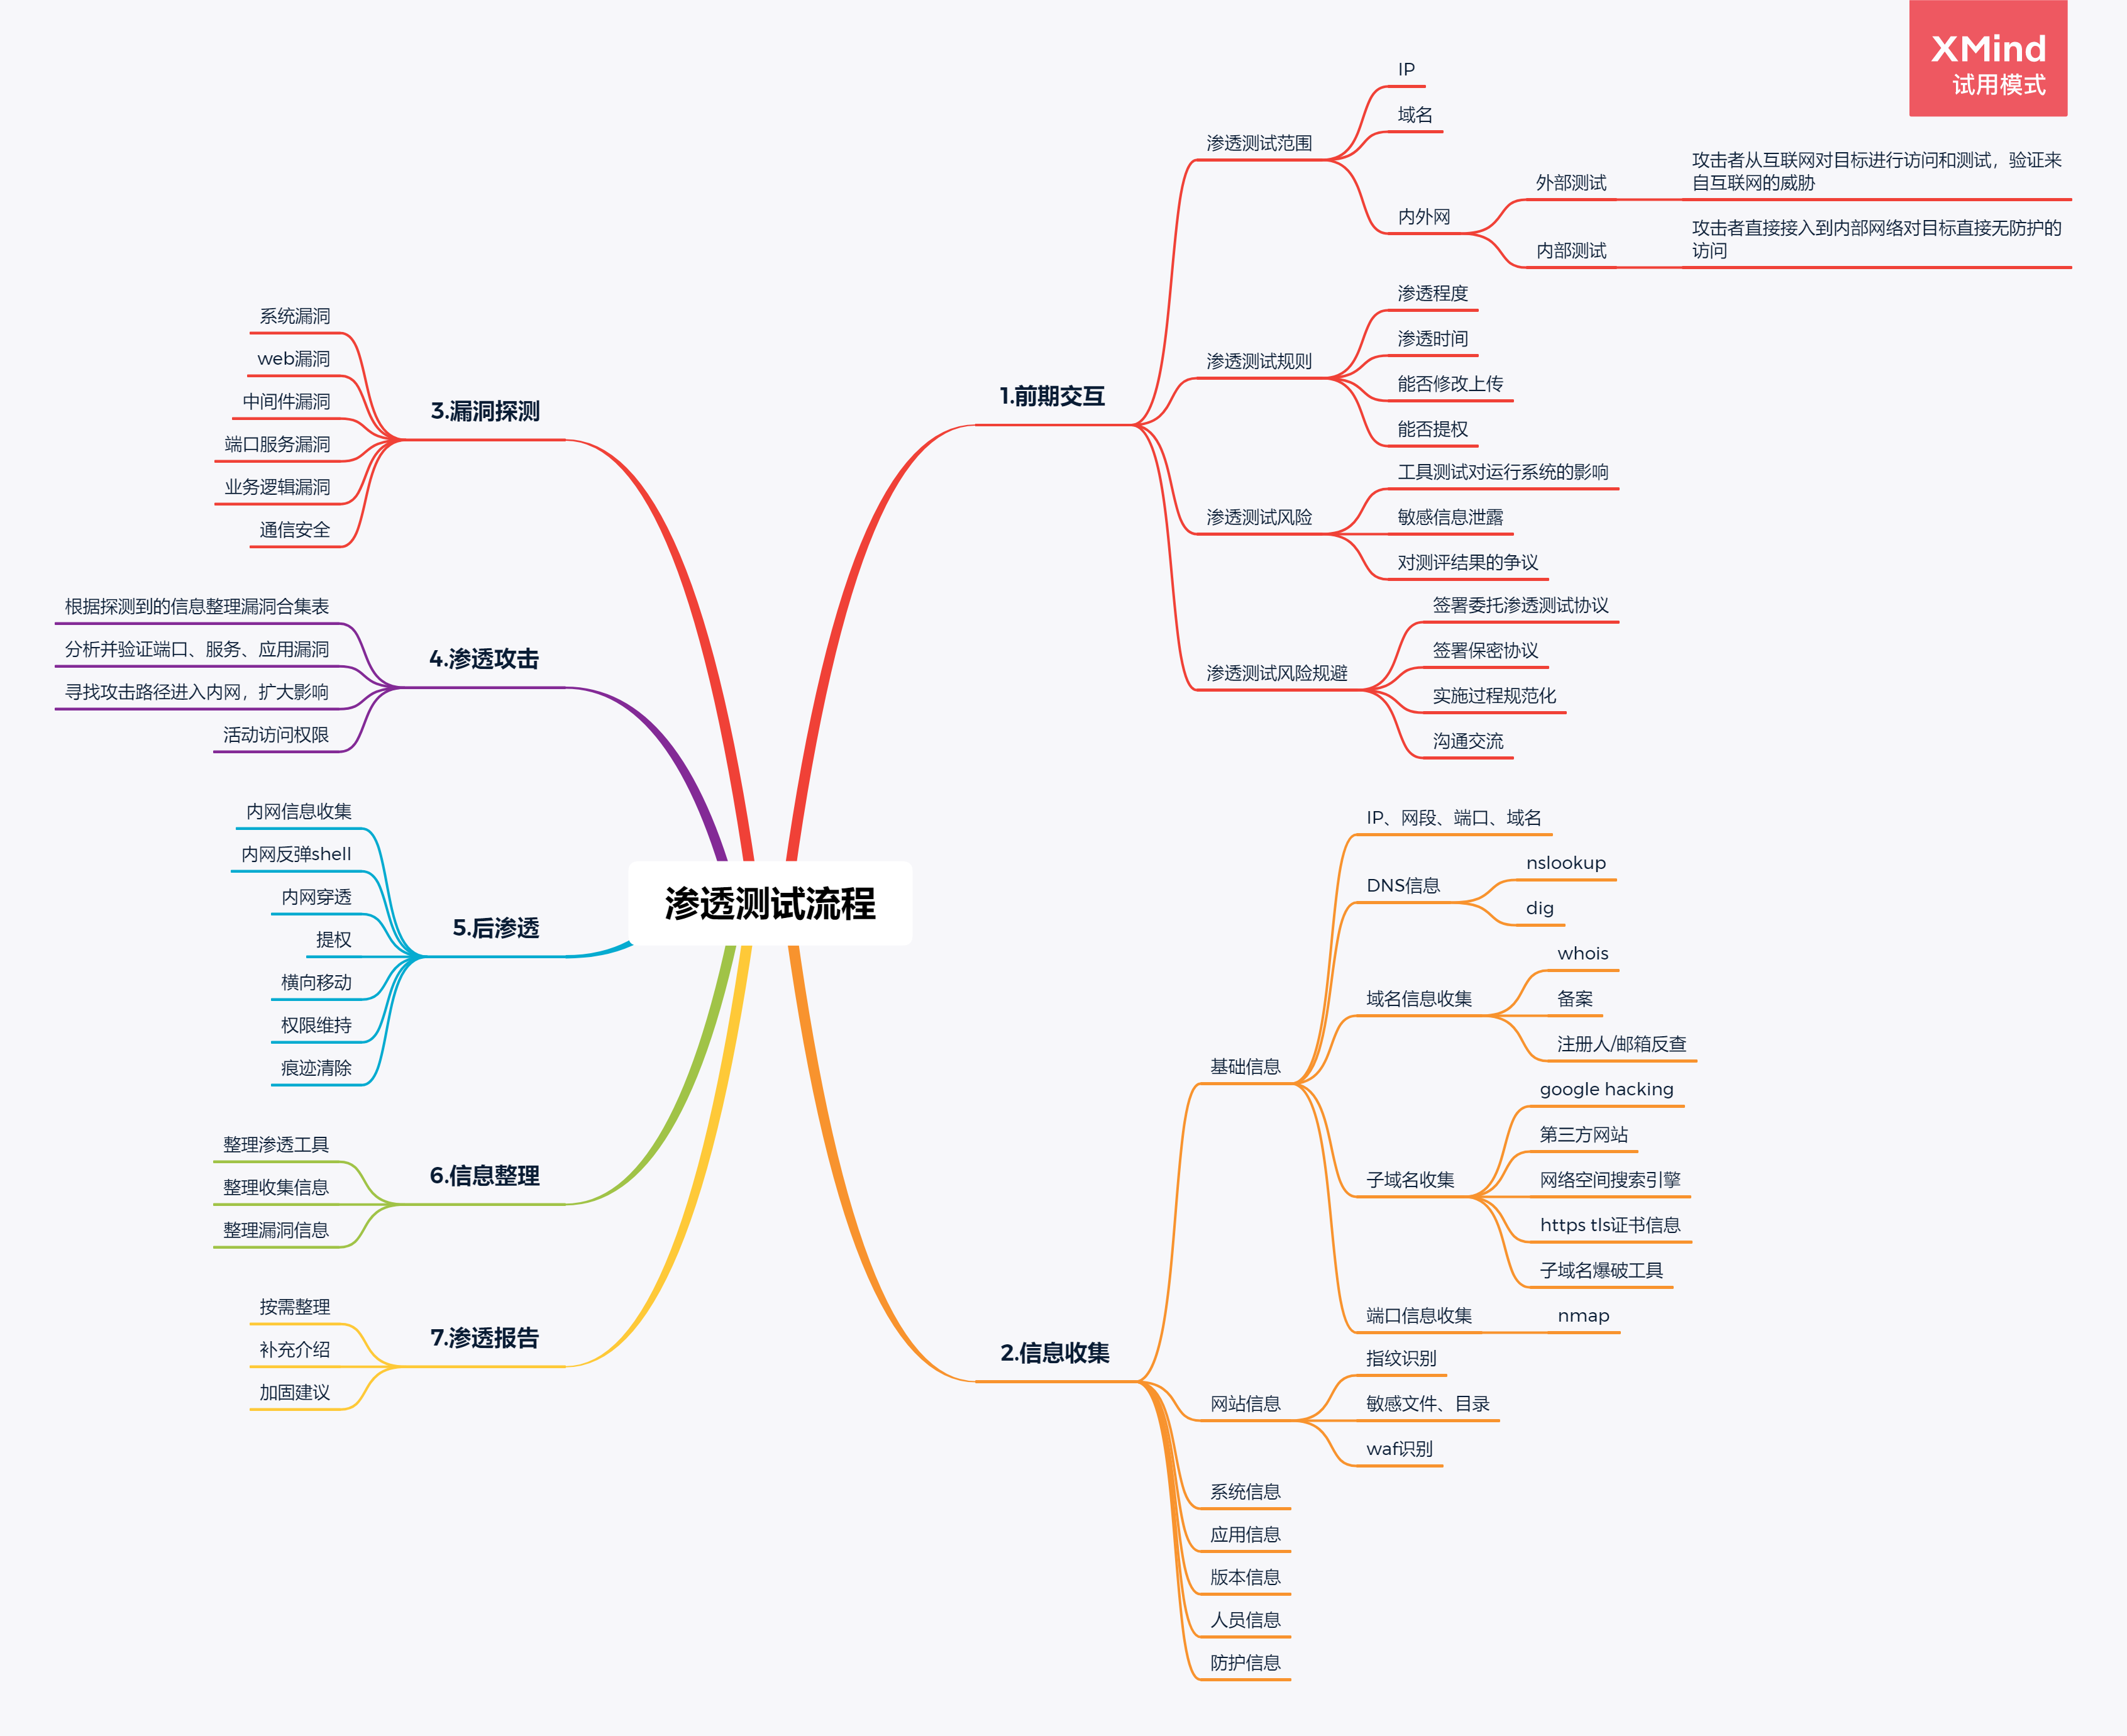 XMind
试用模式
渗透测试流程
1.前期交互
渗透测试范围
IP
域名
内外网
外部测试
攻击者从互联网对目标进行访问和测试，验证来
自互联网的威胁
内部测试
攻击者直接接入到内部网络对目标直接无防护的
访问
渗透测试规则
渗透程度
渗透时间
能否修改上传
能否提权
渗透测试风险
工具测试对运行系统的影响
敏感信息泄露
对测评结果的争议
渗透测试风险规避
签署委托渗透测试协议
签署保密协议
实施过程规范化
沟通交流
2.信息收集
基础信息
IP、网段、端口、域名
DNS信息
nslookup
dig
域名信息收集
whois
备案
注册人/邮箱反查
子域名收集
google hacking
第三方网站
网络空间搜索引擎
https tls证书信息
子域名爆破工具
端口信息收集
nmap
网站信息
指纹识别
敏感文件、目录
waf识别
系统信息
应用信息
版本信息
人员信息
防护信息
3.漏洞探测
系统漏洞
web漏洞
中间件漏洞
端口服务漏洞
业务逻辑漏洞
通信安全
4.渗透攻击
根据探测到的信息整理漏洞合集表
分析并验证端口、服务、应用漏洞
寻找攻击路径进入内网，扩大影响
活动访问权限
5.后渗透
内网信息收集
内网反弹shell
内网穿透
提权
横向移动
权限维持
痕迹清除
6.信息整理
整理渗透工具
整理收集信息
整理漏洞信息
7.渗透报告
按需整理
补充介绍
加固建议